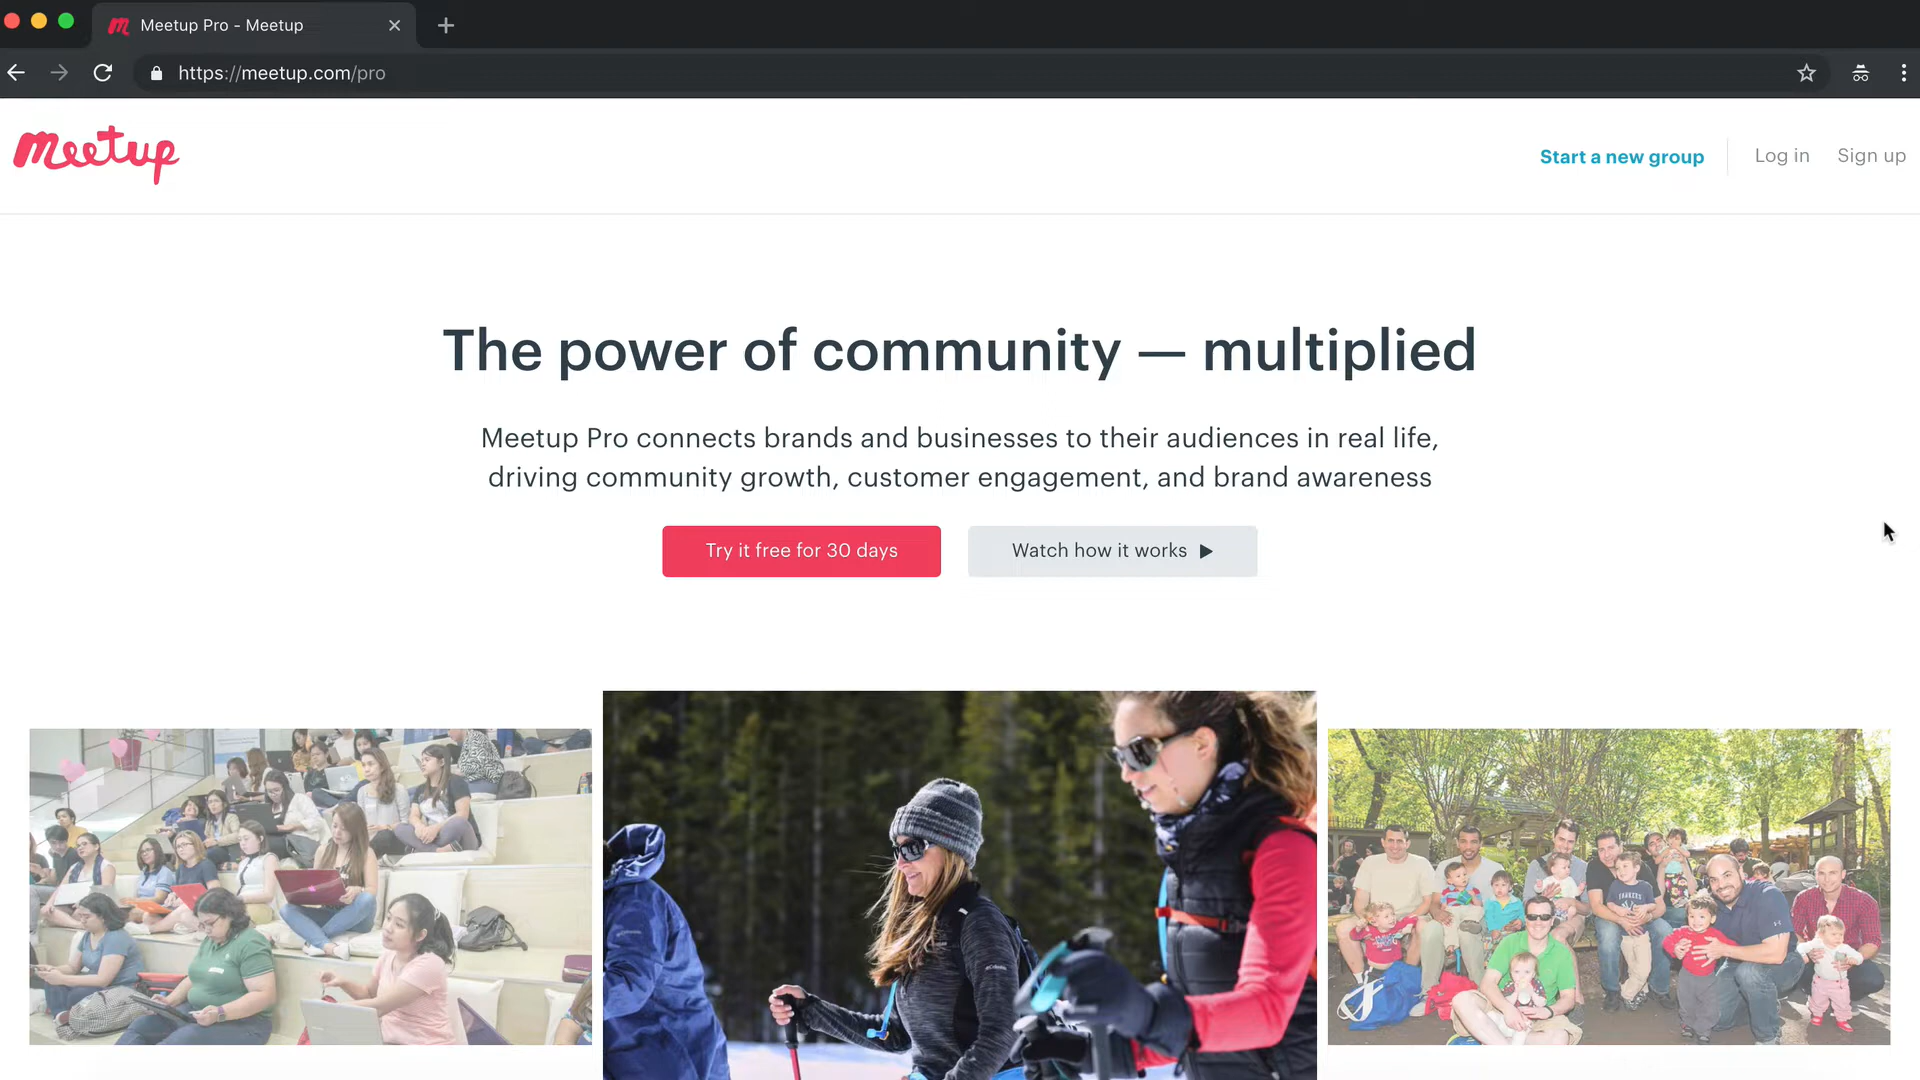 Meetup Pro - Meetup
https://meetup.com/pro
meetup
Start a new group
Log in
Sign up
The power of community — multiplied
Meetup Pro connects brands and businesses to their audiences in real life,
driving community growth, customer engagement, and brand awareness
Try it free for 30 days
Watch how it works